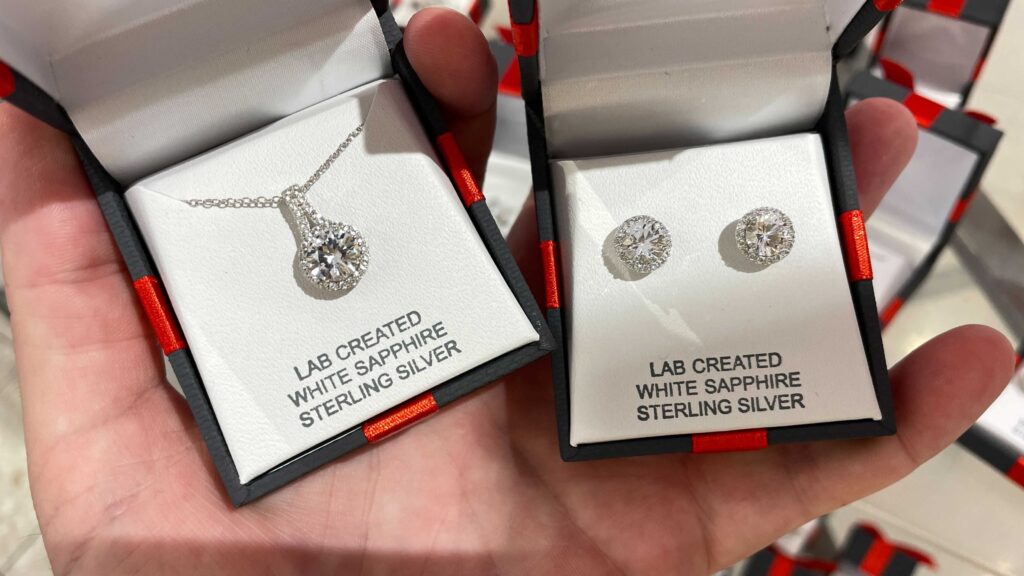 LAB CREATED
WHITE SAPPHIRE
STERLING SILVER
LAB CREATED
WHITE SAPPHIRE
STERLING SILVER